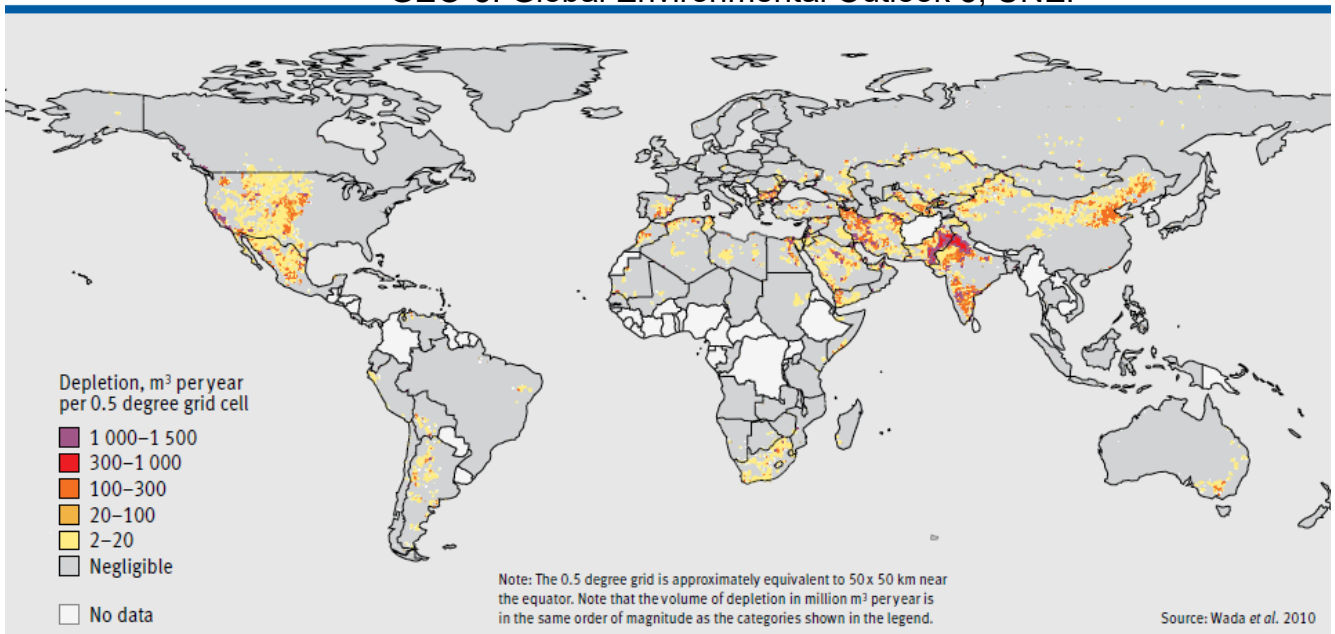 Depletion, m³ per year
per 0.5 degree grid cell
1 000–1 500
300–1 000
100–300
20–100
2–20
Negligible
No data
Note: The 0.5 degree grid is approximately equivalent to 50 x 50 km near
the equator. Note that the volume of depletion in million m³ per year is
in the same order of magnitude as the categories shown in the legend.
Source: Wada et al. 2010